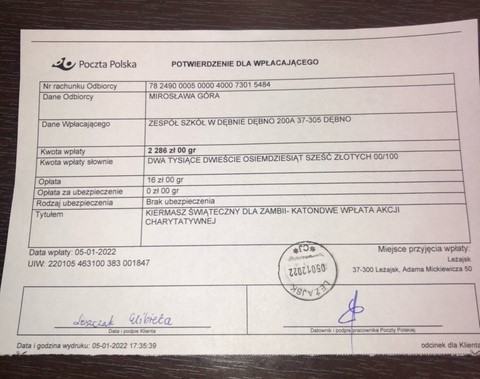 Poczta Polska
POTWIERDZENIE DLA WPŁACAJĄCEGO
Nr rachunku Odbiorcy 78 2490 0005 0000 4000 7301 5484
Dane Odbiorcy MIROSŁAWA GÓRA
Dane Wpłacającego ZESPÓŁ SZKÓŁ W DĘBNIE DĘBNO 200A 37-305 DĘBNO
Kwota wpłaty 2 286 zł 00 gr
Kwota wpłaty słownie DWA TYSIĄCE DWIEŚCIE OSIEMDZIESIĄT SZEŚĆ ZŁOTYCH 00/100
Opłata 16 zł 00 gr
Opłata za ubezpieczenie 0 zł 00 gr
Rodzaj ubezpieczenia Brak ubezpieczenia
Tytułem KIERMASZ ŚWIĄTECZNY DLA ZAMBII- KATONOWE WPŁATA AKCJI
CHARYTATYWNEJ
Data wpłaty: 05-01-2022
UIW: 220105 463100 383 001847
Miejsce przyjęcia wpłaty:
Leżajsk
37-300 Leżajsk, Adama Mickiewicza 50
LEŻAJSK
05012022
Elżbieta
Data i podpis Klienta
Datownik i podpis pracownika Poczty Polskiej
Data i godzina wydruku: 05-01-2022 17:35:39
odcinek dla Klienta